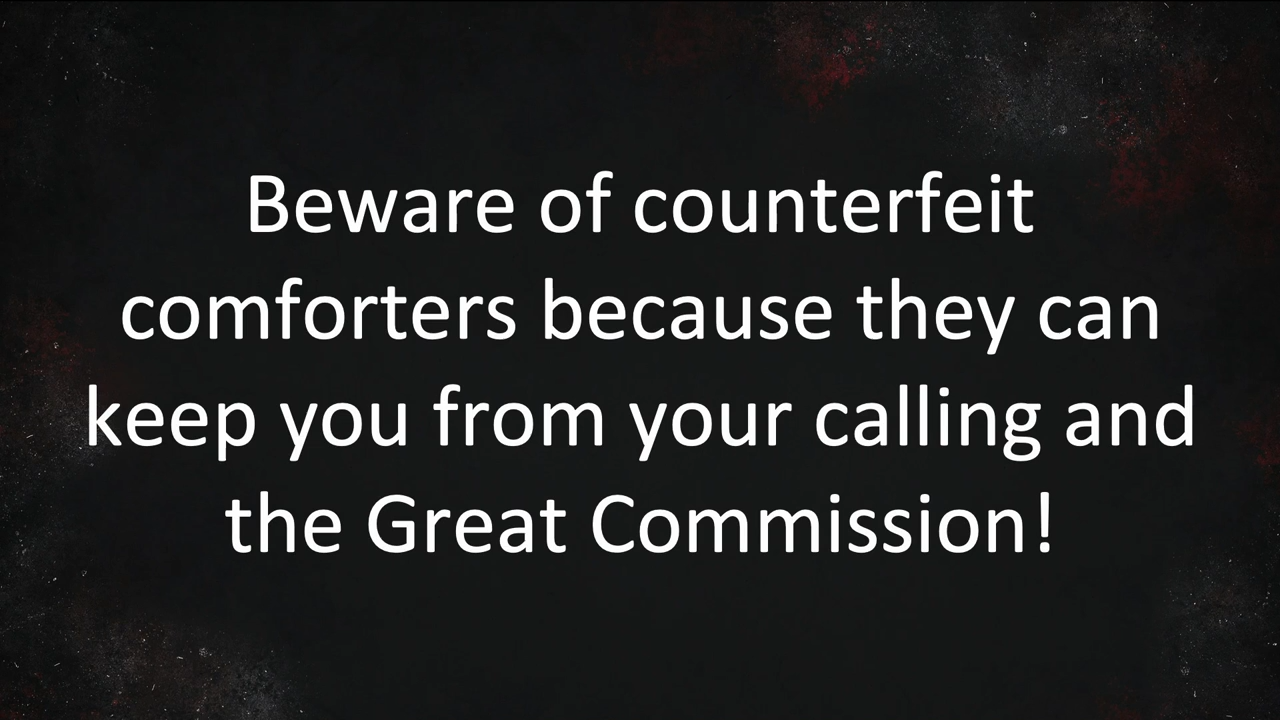 Beware of counterfeit
comforters because they can
keep you from your calling and
the Great Commission!